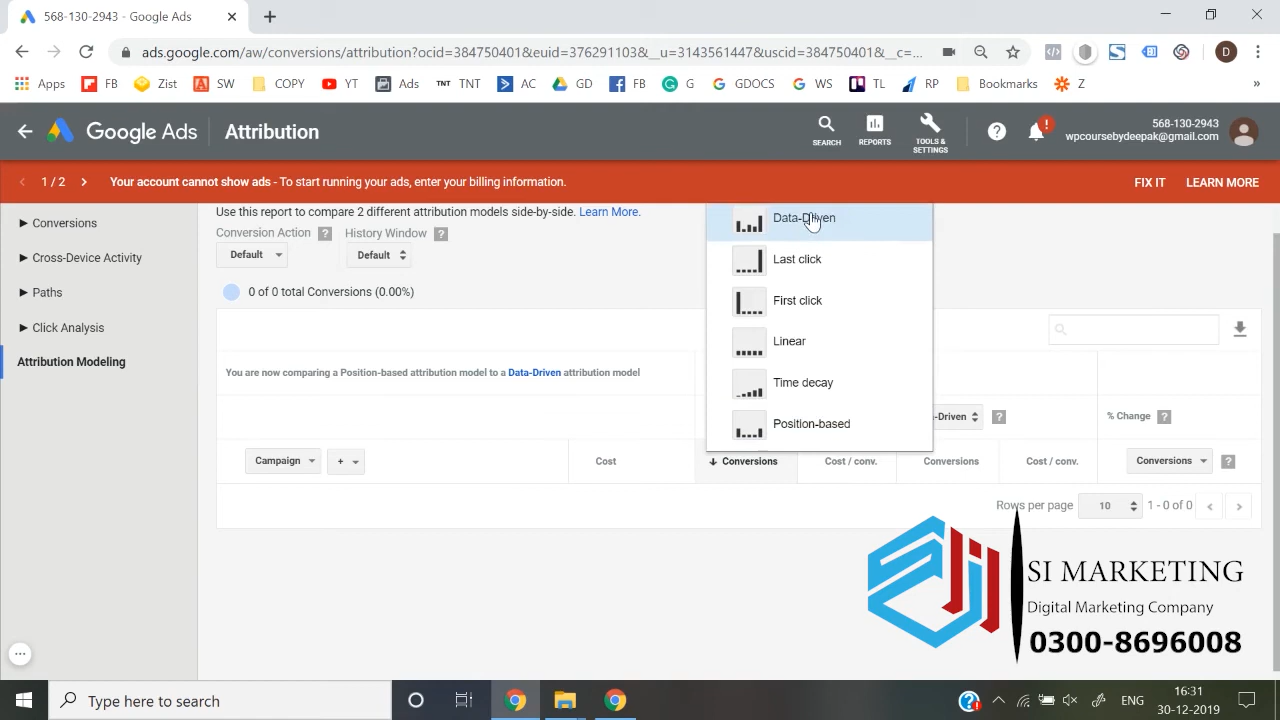 568-130-2943 - Google Ads
ads.google.com/aw/conversions/attribution?ocid=384750401&euid=376291103&__u=3143561447&uscid=384750401&__c=...
Apps FB Zist SW COPY YT Ads TNT TNT AC GD FB G GDOCS WS TL RP Bookmarks Z »
Google Ads Attribution
SEARCH REPORTS TOOLS & SETTINGS
568-130-2943
wpcoursebydeepak@gmail.com
1 / 2 Your account cannot show ads - To start running your ads, enter your billing information. FIX IT LEARN MORE
Conversions
Cross-Device Activity
Paths
Click Analysis
Attribution Modeling
Use this report to compare 2 different attribution models side-by-side. Learn More.
Conversion Action ? History Window ?
Default Default
0 of 0 total Conversions (0.00%)
You are now comparing a Position-based attribution model to a Data-Driven attribution model
Data-Driven
Last click
First click
Linear
Time decay
Position-based
-Driven ? % Change ?
Campaign + Cost Conversions Cost / conv. Conversions Cost / conv. Conversions ?
Rows per page 10 1 - 0 of 0
SI MARKETING
Digital Marketing Company
0300-8696008
Type here to search
ENG
16:31
30-12-2019